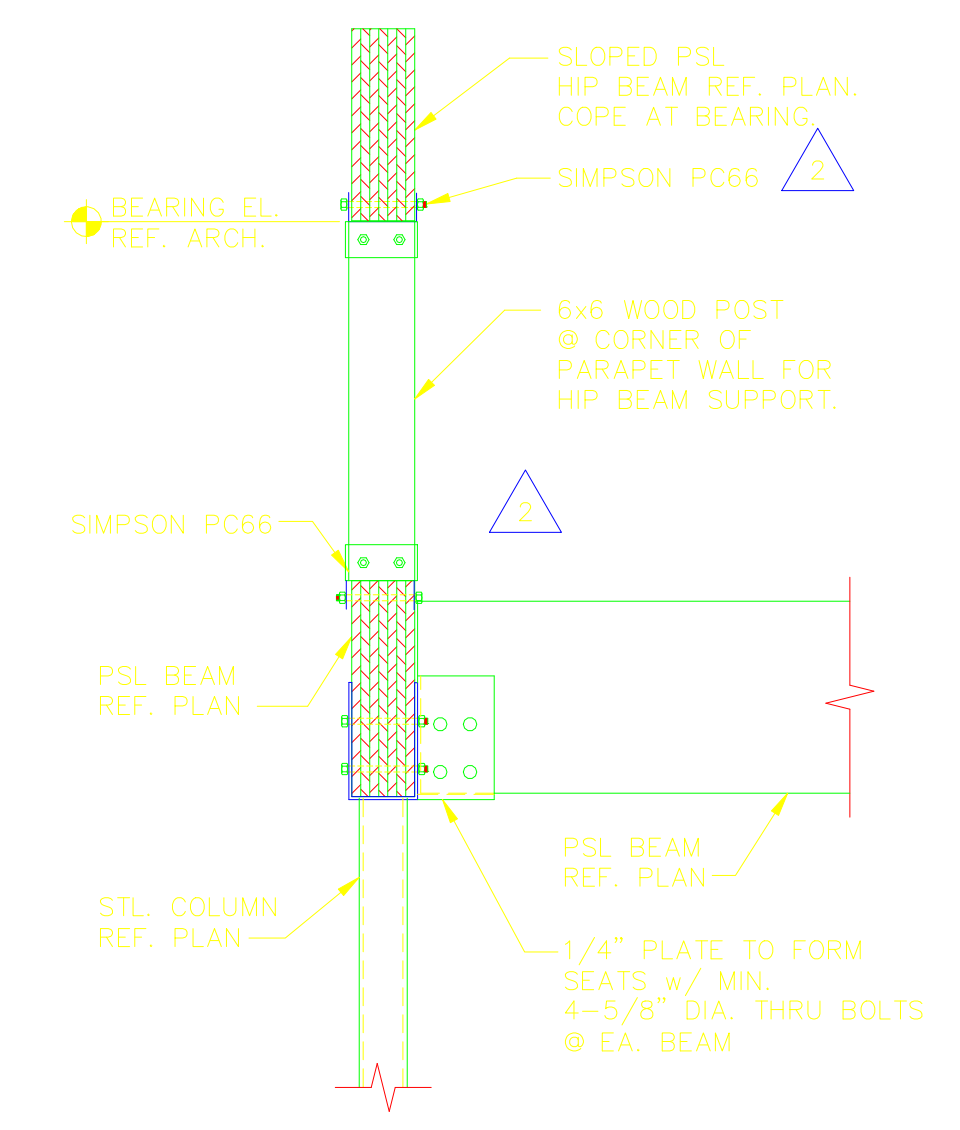 SLOPED PSL
HIP BEAM REF. PLAN.
COPE AT BEARING.
2
SIMPSON PC66
BEARING EL.
REF. ARCH.
6x6 WOOD POST
@ CORNER OF
PARAPET WALL FOR
HIP BEAM SUPPORT.
2
SIMPSON PC66
PSL BEAM
REF. PLAN
PSL BEAM
REF. PLAN
STL. COLUMN
REF. PLAN
1/4" PLATE TO FORM
SEATS w/ MIN.
4-5/8" DIA. THRU BOLTS
@ EA. BEAM